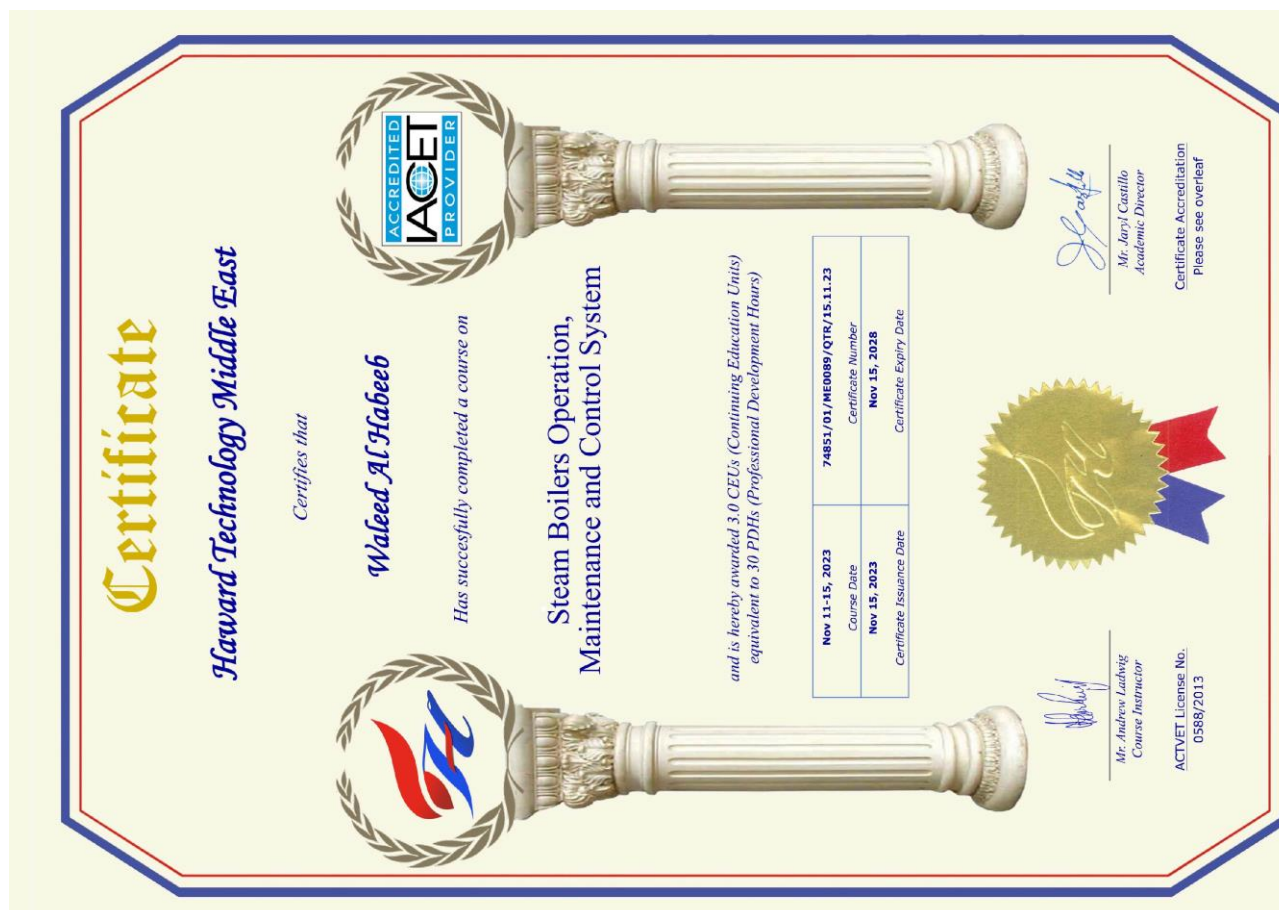 Certificate
Haward Technology Middle East
Certifies that
ACCREDITED
IACET
PROVIDER
Waleed Al Habeeb
Has succesfully completed a course on
Steam Boilers Operation,
Maintenance and Control System
and is hereby awarded 3.0 CEUs (Continuing Education Units)
equivalent to 30 PDHs (Professional Development Hours)
Nov 11-15, 2023 74851/01/ME0089/QTR/15.11.23
Course Date Certificate Number
Nov 15, 2023 Nov 15, 2028
Certificate Issuance Date Certificate Expiry Date
Mr. Andrew Ladwig
Course Instructor
ACTVET License No.
0588/2013
Mr. Jaryl Castillo
Academic Director
Certificate Accreditation
Please see overleaf